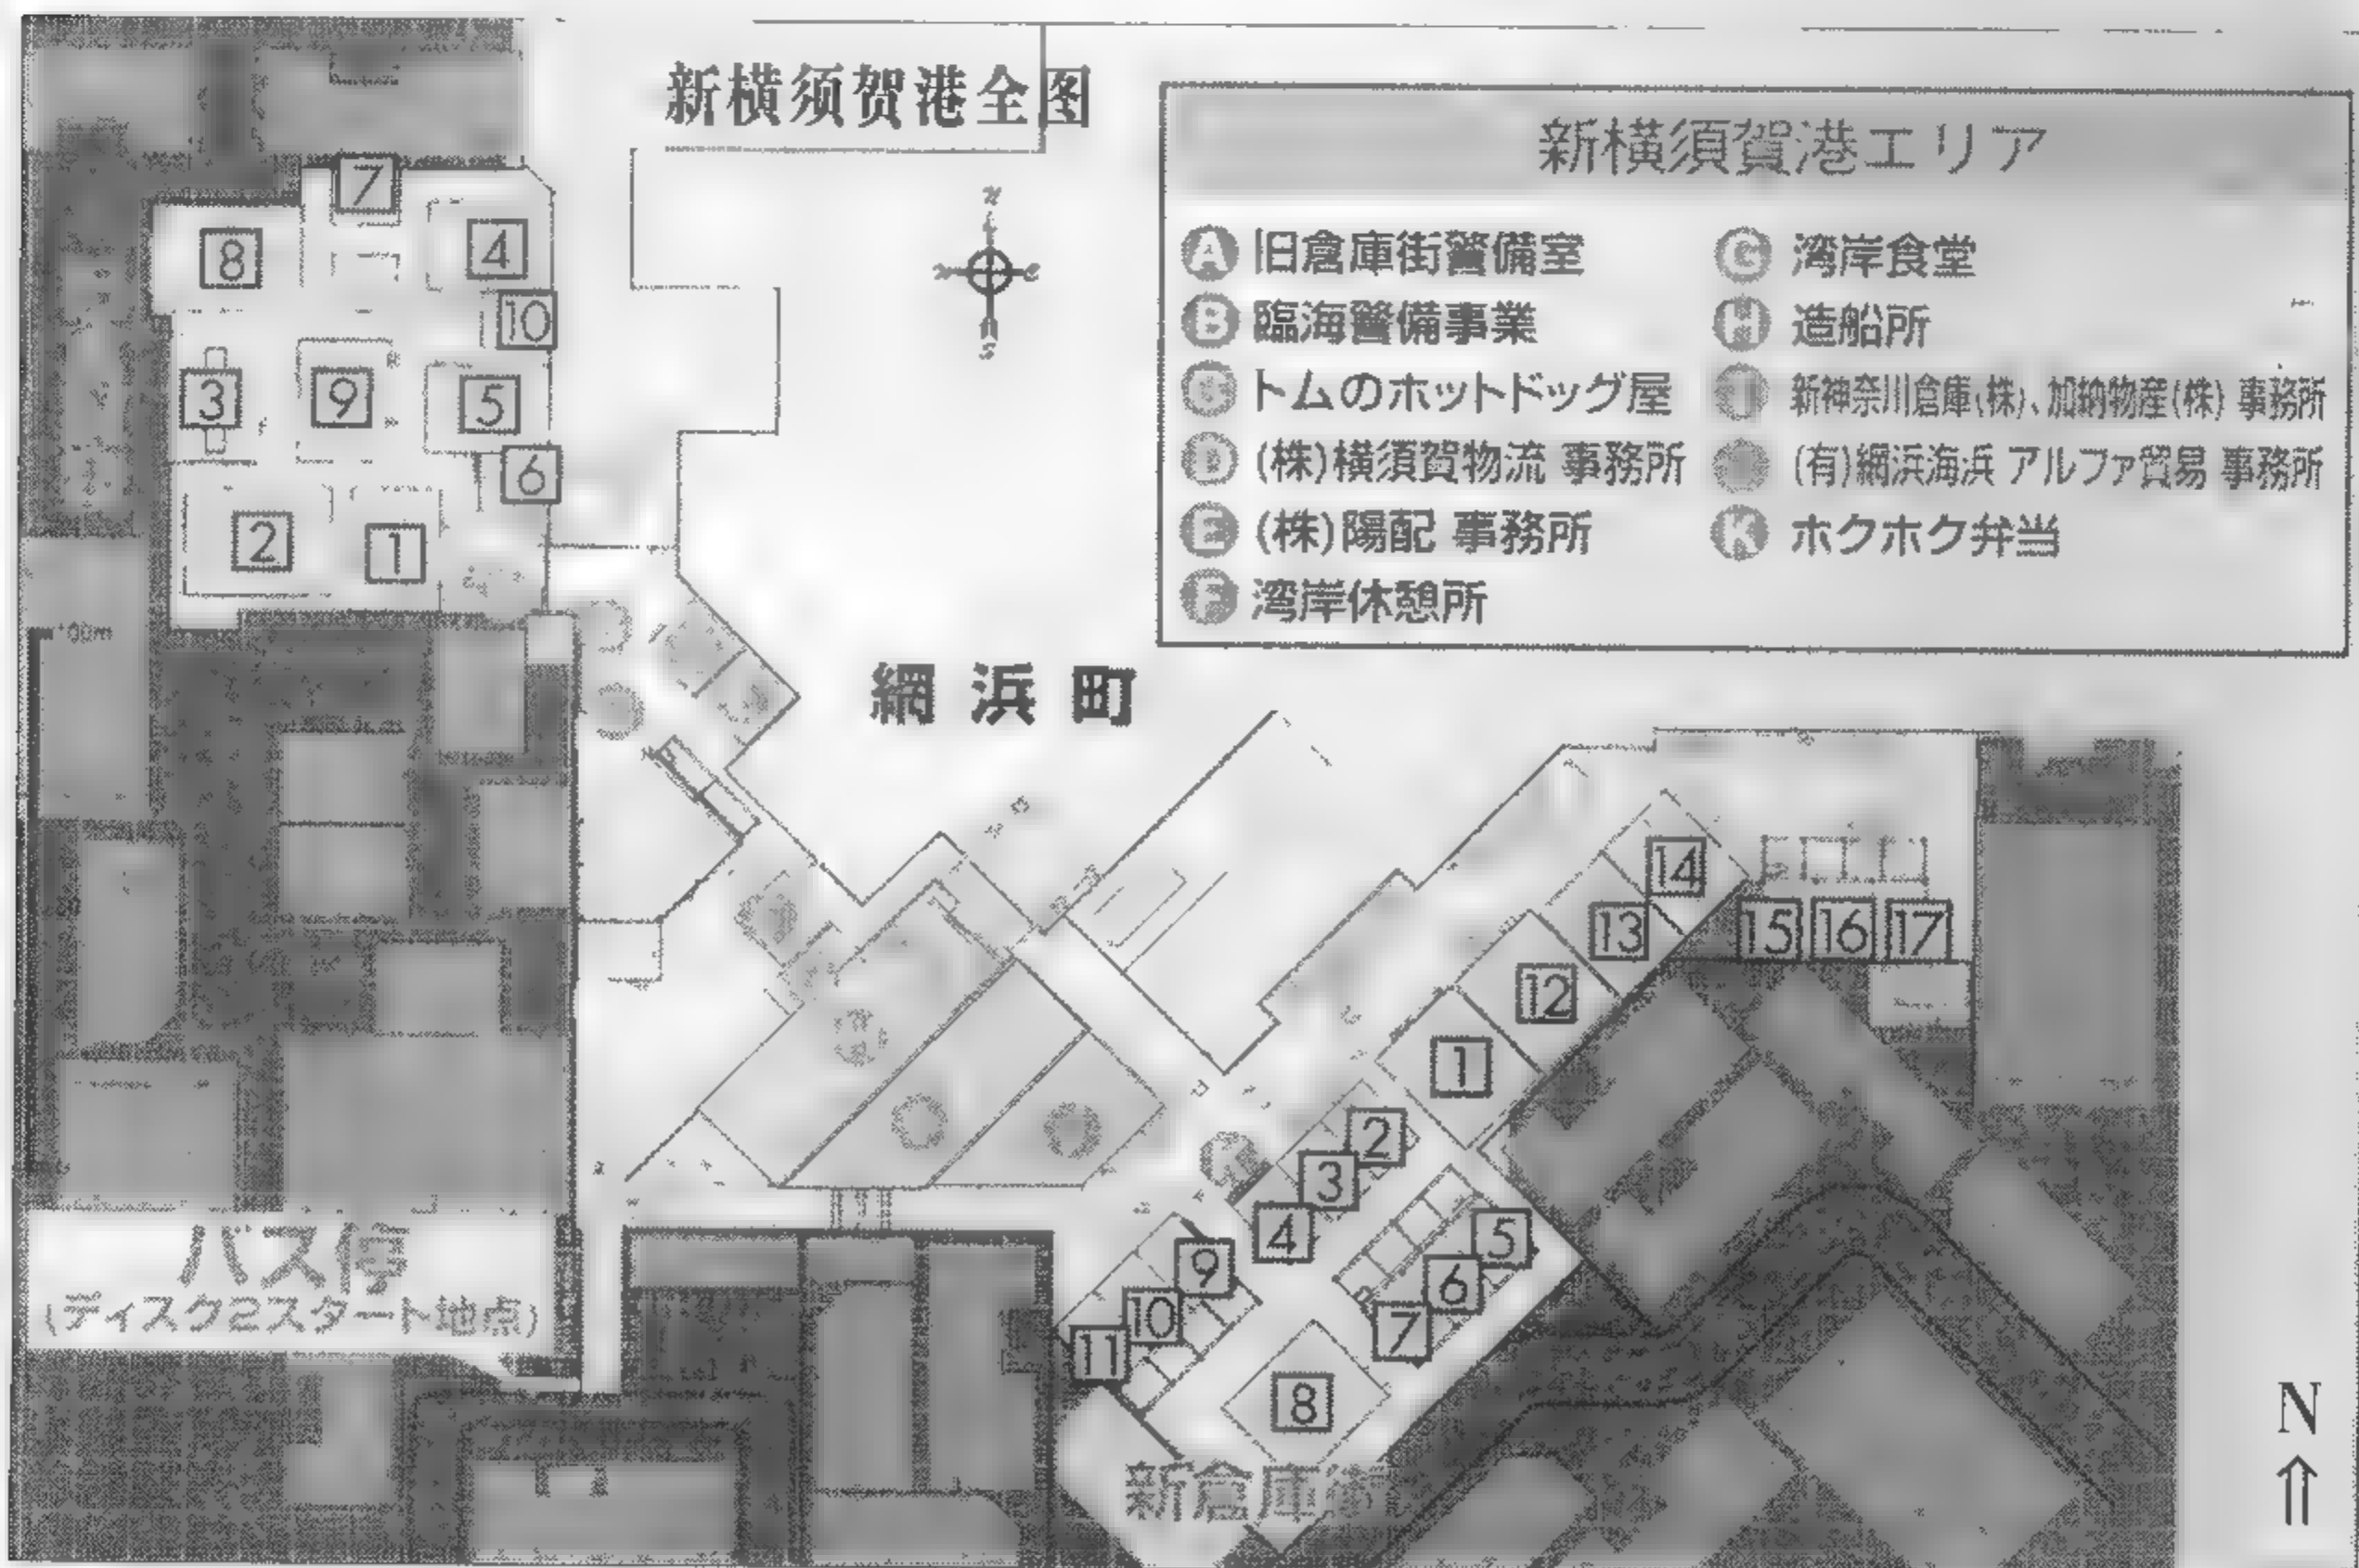 新横须贺港全图
新横須賀港エリア
A 旧倉庫街警備室
B 臨海警備事業
トムのホットドッグ屋
D (株)横須賀物流 事務所
E (株)陽配 事務所
F 湾岸休憩所
G 湾岸食堂
H 造船所
I 新神奈川倉庫(株)、加納物産(株) 事務所
(有)網浜海浜 アルファ貿易 事務所
K ホクホク弁当
N
S
7
8
4
10
3
9
5
6
2
1
100m
網浜町
14
13
15
16
17
12
1
2
3
K
4
5
9
6
10
7
11
8
バス停
(ディスク2スタート地点)
新倉庫街
N